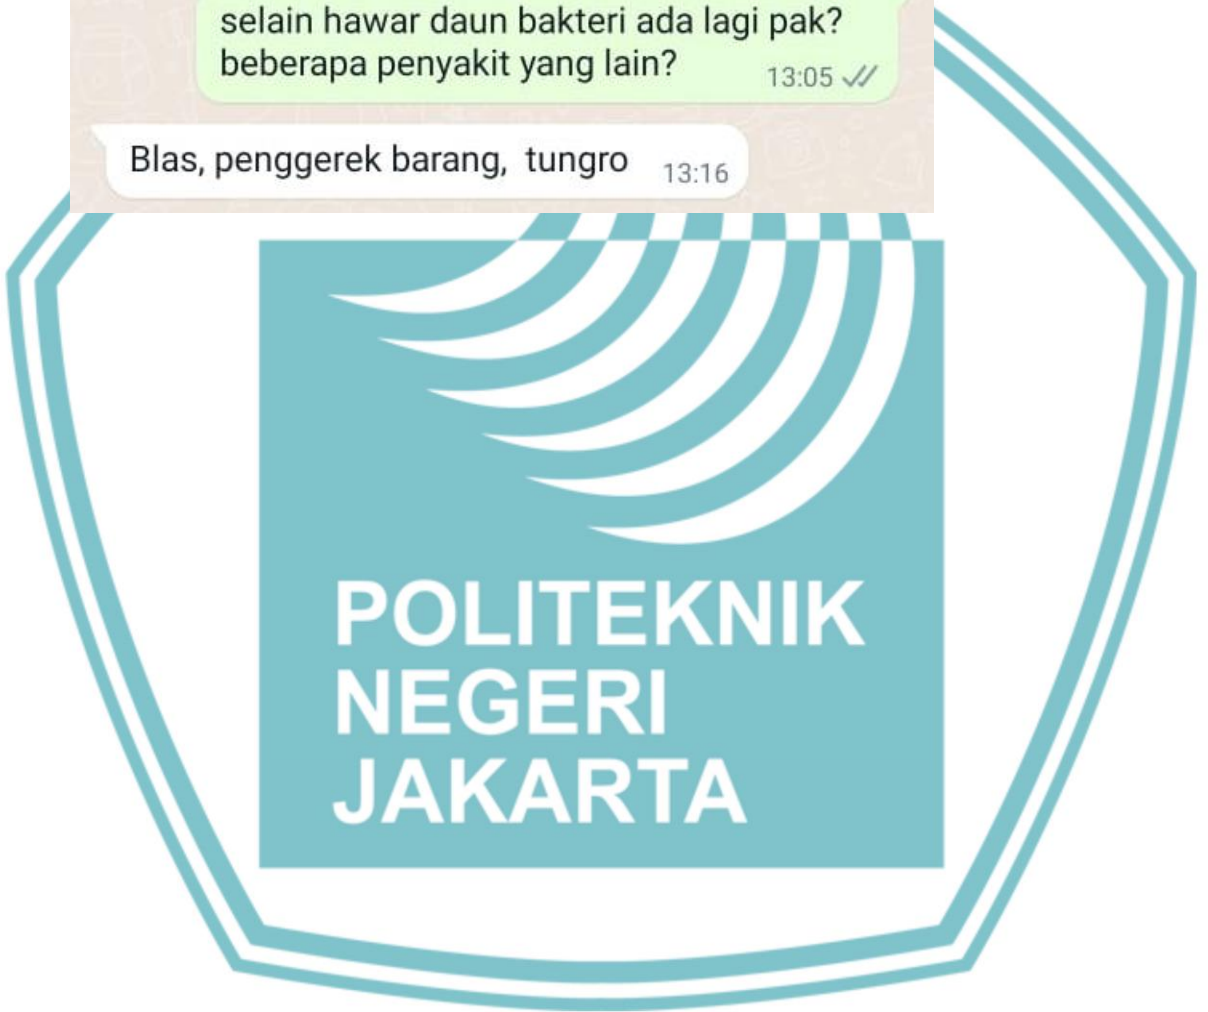 selain hawar daun bakteri ada lagi pak?
beberapa penyakit yang lain?
13:05
Blas, penggerek barang, tungro
13:16
POLITEKNIK
NEGERI
JAKARTA